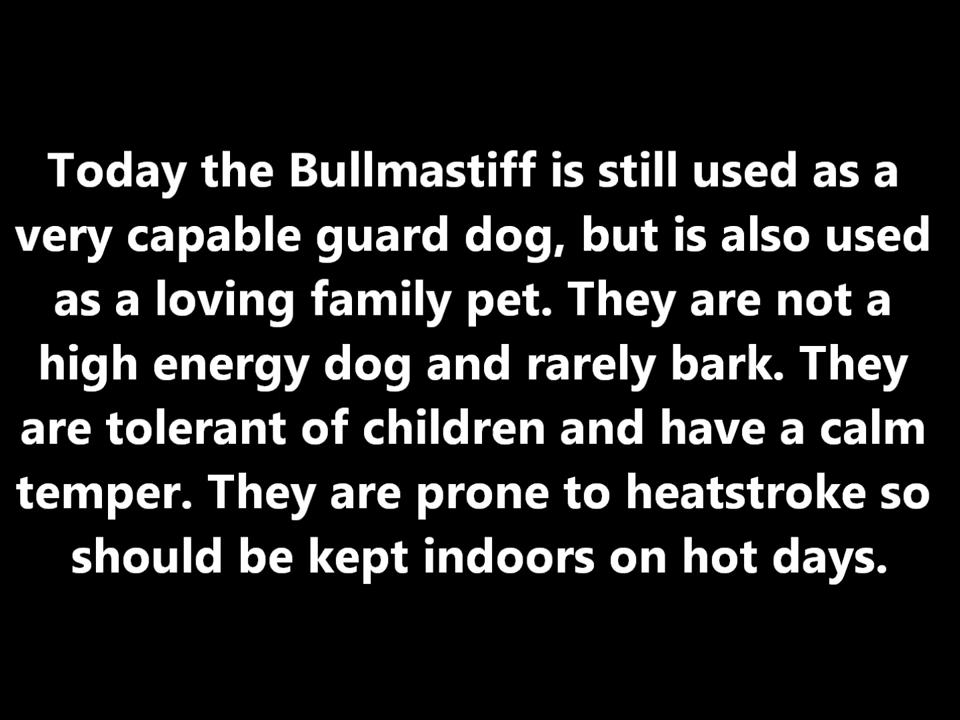 Today the Bullmastiff is still used as a
very capable guard dog, but is also used
as a loving family pet. They are not a
high energy dog and rarely bark. They
are tolerant of children and have a calm
temper. They are prone to heatstroke so
should be kept indoors on hot days.